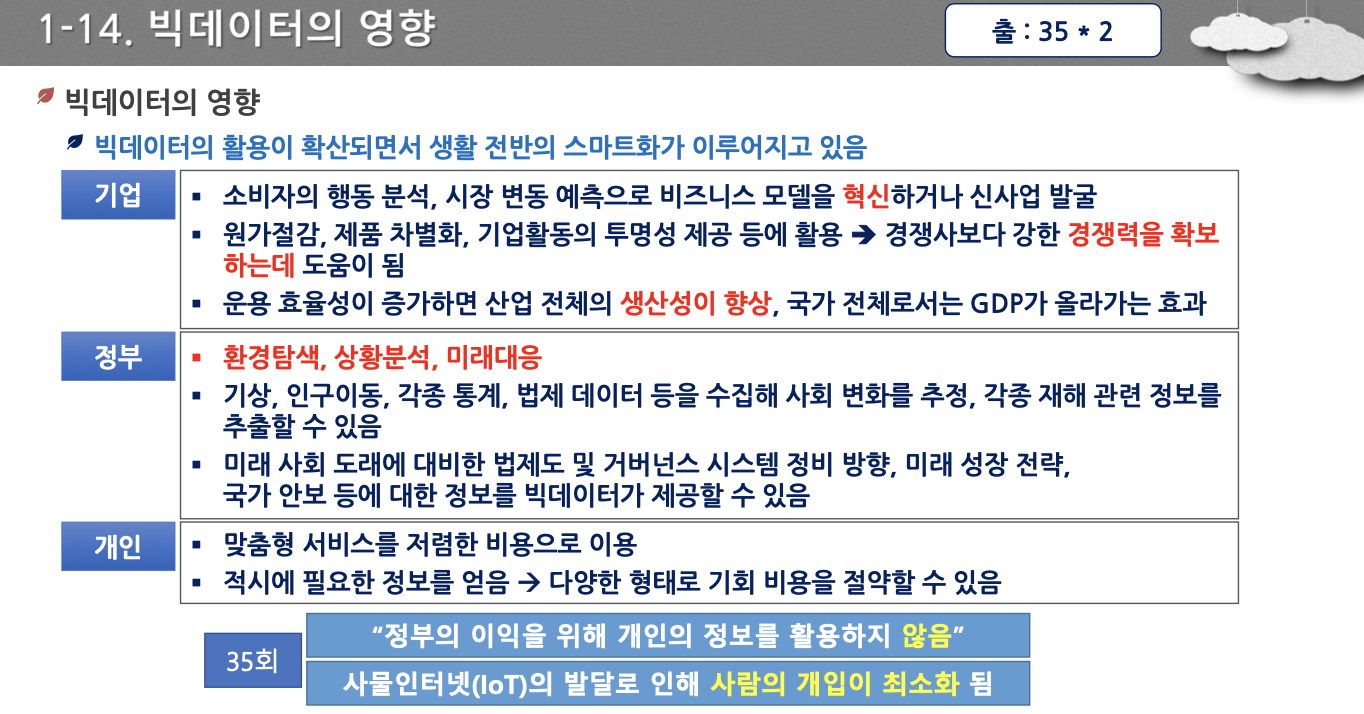 1-14. 빅데이터의 영향
출 : 35 * 2
빅데이터의 영향
빅데이터의 활용이 확산되면서 생활 전반의 스마트화가 이루어지고 있음
기업
▪ 소비자의 행동 분석, 시장 변동 예측으로 비즈니스 모델을 혁신하거나 신사업 발굴
▪ 원가절감, 제품 차별화, 기업활동의 투명성 제공 등에 활용 ➔ 경쟁사보다 강한 경쟁력을 확보
하는데 도움이 됨
▪ 운용 효율성이 증가하면 산업 전체의 생산성이 향상, 국가 전체로서는 GDP가 올라가는 효과
정부
▪ 환경탐색, 상황분석, 미래대응
▪ 기상, 인구이동, 각종 통계, 법제 데이터 등을 수집해 사회 변화를 추정, 각종 재해 관련 정보를
추출할 수 있음
▪ 미래 사회 도래에 대비한 법제도 및 거버넌스 시스템 정비 방향, 미래 성장 전략,
국가 안보 등에 대한 정보를 빅데이터가 제공할 수 있음
개인
▪ 맞춤형 서비스를 저렴한 비용으로 이용
▪ 적시에 필요한 정보를 얻음 → 다양한 형태로 기회 비용을 절약할 수 있음
35회
“정부의 이익을 위해 개인의 정보를 활용하지 않음”
사물인터넷(IoT)의 발달로 인해 사람의 개입이 최소화 됨